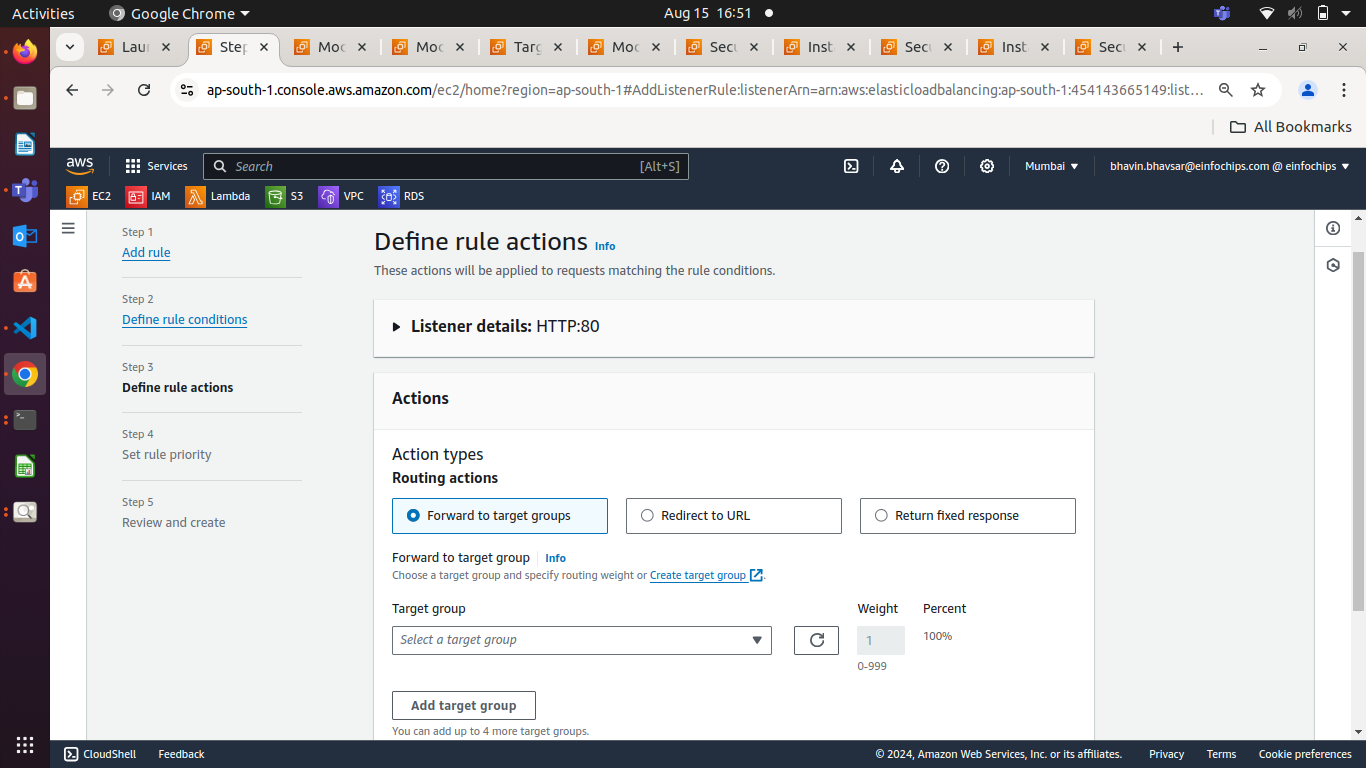 Activities
Google Chrome
Aug 15 16:51
Lau
Step
Moc
Moc
Targ
Moc
Secu
Inst
Secu
Inst
Secu
ap-south-1.console.aws.amazon.com/ec2/home?region=ap-south-1#AddListenerRule:listenerArn=arn:aws:elasticloadbalancing:ap-south-1:454143665149:list...
All Bookmarks
aws
Services
Search
[Alt+S]
Mumbai
bhavin.bhavsar@einfochips.com @ einfochips
EC2
IAM
Lambda
S3
VPC
RDS
Step 1
Add rule
Step 2
Define rule conditions
Step 3
Define rule actions
Step 4
Set rule priority
Step 5
Review and create
Define rule actions Info
These actions will be applied to requests matching the rule conditions.
Listener details: HTTP:80
Actions
Action types
Routing actions
Forward to target groups
Redirect to URL
Return fixed response
Forward to target group Info
Choose a target group and specify routing weight or Create target group.
Target group
Weight
Percent
Select a target group
1
100%
0-999
Add target group
You can add up to 4 more target groups.
CloudShell
Feedback
© 2024, Amazon Web Services, Inc. or its affiliates.
Privacy
Terms
Cookie preferences